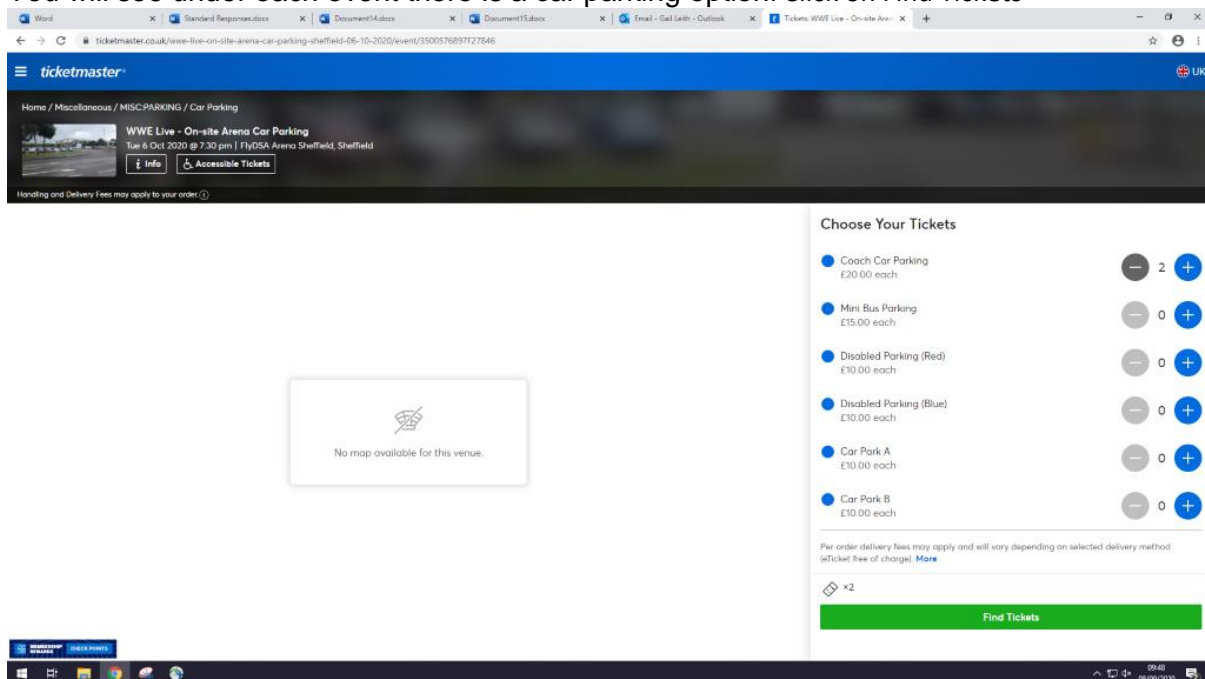 You will see under each event there is a car parking option. click on Find Tickets
Word
Standard Responses.docx
Document14.docx
Document15.docx
Email - Gail Leith - Outlook
Tickets: WWE Live - On-site Aren
ticketmaster.co.uk/wwe-live-on-site-arena-car-parking-sheffield-06-10-2020/event/3500576897F27846
ticketmaster
UK
Home / Miscellaneous / MISC:PARKING / Car Parking
WWE Live - On-site Arena Car Parking
Tue 6 Oct 2020 @ 7:30 pm | FlyDSA Arena Sheffield, Sheffield
i Info
Accessible Tickets
Handling and Delivery Fees may apply to your order.
Choose Your Tickets
Coach Car Parking
£20.00 each
2
Mini Bus Parking
£15.00 each
0
Disabled Parking (Red)
£10.00 each
0
Disabled Parking (Blue)
£10.00 each
0
Car Park A
£10.00 each
0
Car Park B
£10.00 each
0
No map available for this venue.
Per order delivery fees may apply and will vary depending on selected delivery method
(eTicket free of charge). More
×2
Find Tickets
MEMBERSHIP
REWARDS
CHECK POINTS
09:48